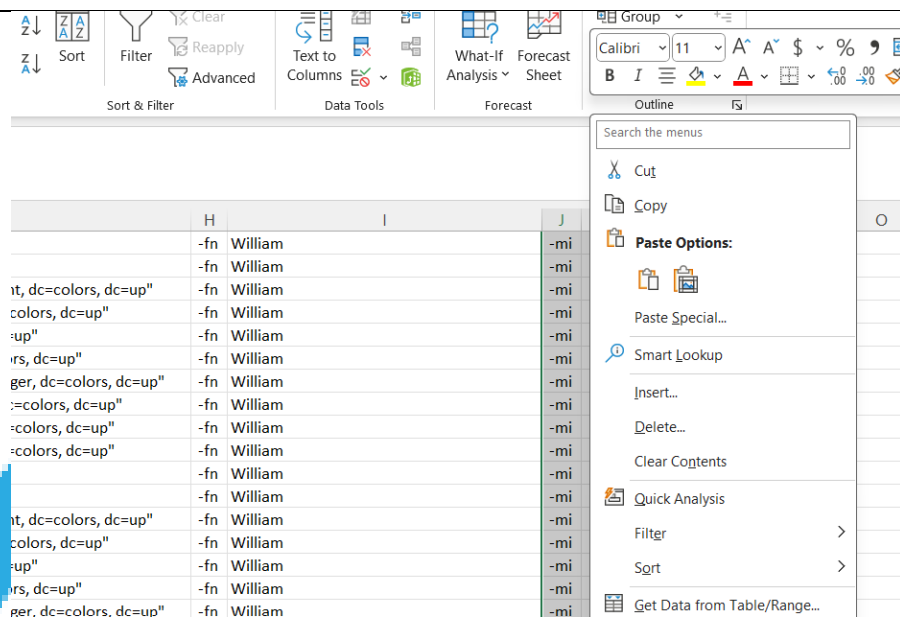 Clear
Group
Reapply
Sort
Filter
Advanced
Text to
Columns
What-If
Analysis
Forecast
Sheet
Calibri 11 A A $ % ,
B I A .00 .00
Sort & Filter
Data Tools
Forecast
Outline
Search the menus
Cut
Copy
Paste Options:
Paste Special...
Smart Lookup
Insert...
Delete...
Clear Contents
Quick Analysis
Filter
Sort
Get Data from Table/Range...
H I J O
-fn William -mi
-fn William -mi
nt, dc=colors, dc=up" -fn William -mi
colors, dc=up" -fn William -mi
=up" -fn William -mi
rs, dc=up" -fn William -mi
ger, dc=colors, dc=up" -fn William -mi
c=colors, dc=up" -fn William -mi
=colors, dc=up" -fn William -mi
=colors, dc=up" -fn William -mi
-fn William -mi
-fn William -mi
nt, dc=colors, dc=up" -fn William -mi
colors, dc=up" -fn William -mi
=up" -fn William -mi
rs, dc=up" -fn William -mi
ger, dc=colors, dc=up" -fn William -mi